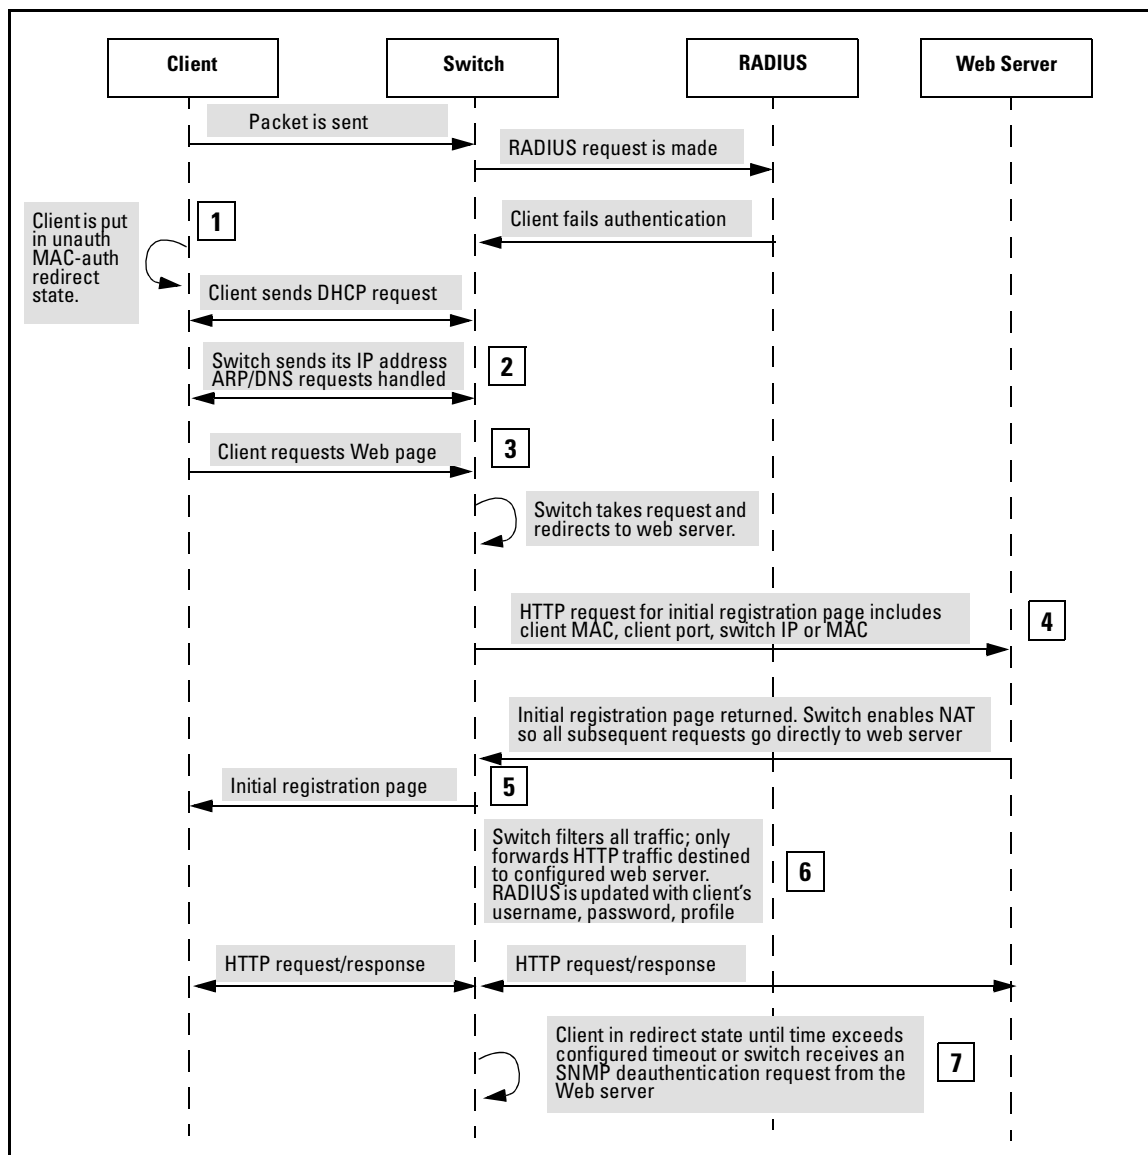 Client
Switch
RADIUS
Web Server
Packet is sent
RADIUS request is made
1
Client is put
in unauth
MAC-auth
redirect
state.
Client fails authentication
Client sends DHCP request
Switch sends its IP address
ARP/DNS requests handled
2
Client requests Web page
3
Switch takes request and
redirects to web server.
HTTP request for initial registration page includes
client MAC, client port, switch IP or MAC
4
Initial registration page returned. Switch enables NAT
so all subsequent requests go directly to web server
Initial registration page
5
Switch filters all traffic; only
forwards HTTP traffic destined
to configured web server.
RADIUS is updated with client's
username, password, profile
6
HTTP request/response
HTTP request/response
Client in redirect state until time exceeds
configured timeout or switch receives an
SNMP deauthentication request from the
Web server
7